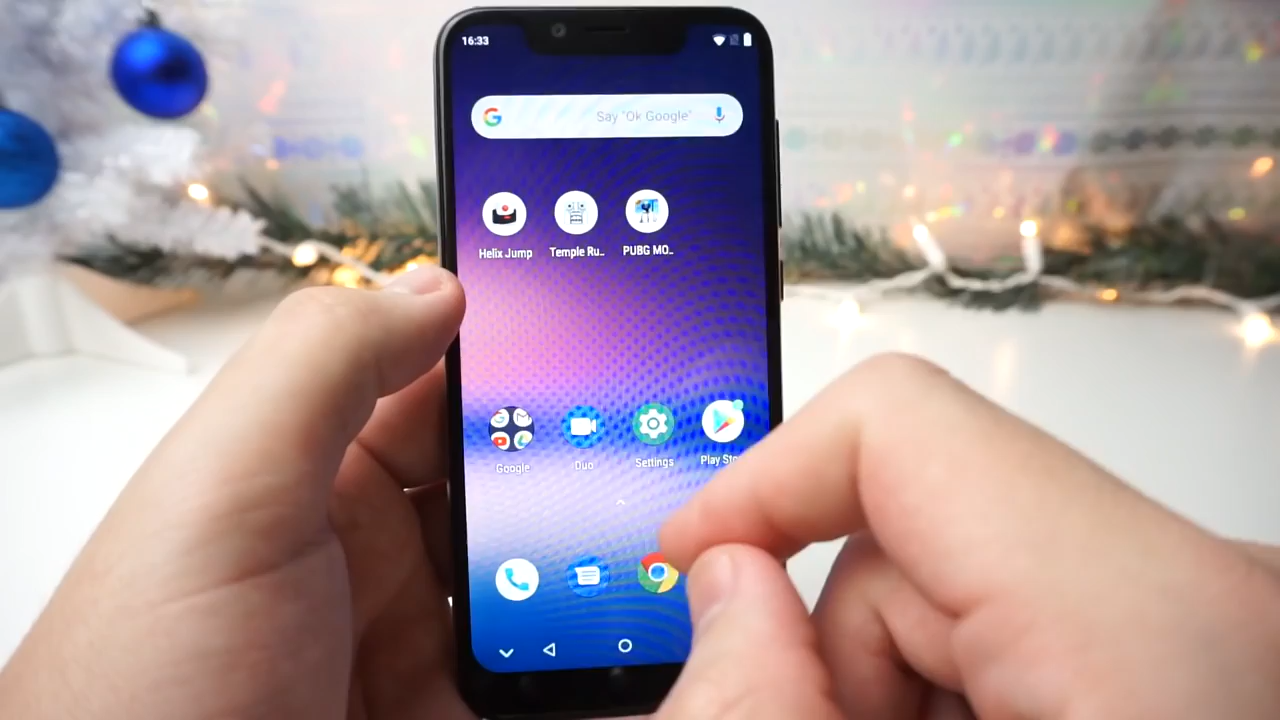 16:33
Say "Ok Google"
Helix Jump
Temple Ru..
PUBG MO..
Google
Duo
Settings
Play Sto